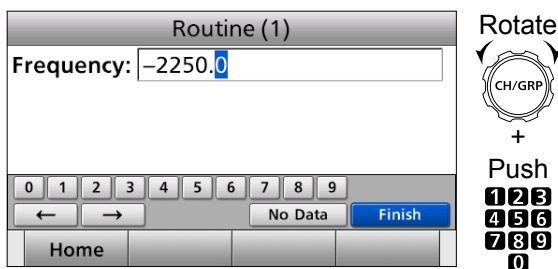 Routine (1)
Frequency: –2250.0
0 1 2 3 4 5 6 7 8 9
← → No Data Finish
Home
Rotate
CH/GRP
+
Push
1 2 3
4 5 6
7 8 9
0